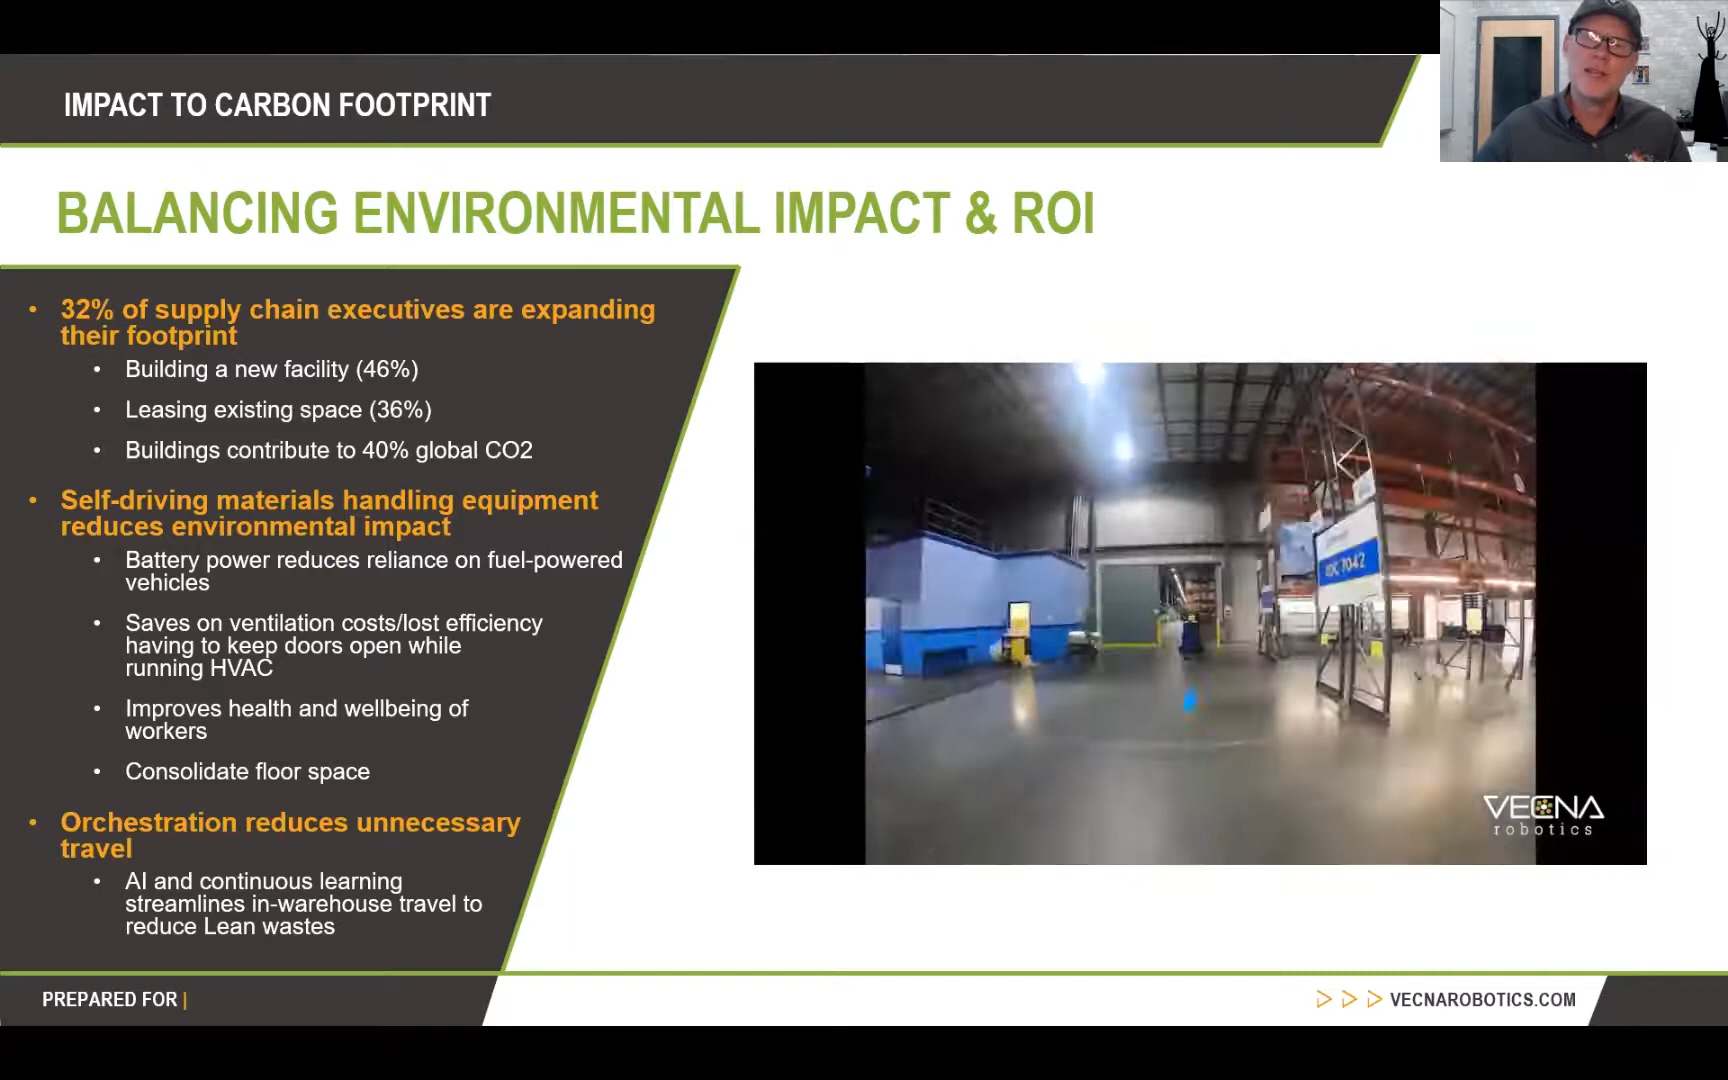 IMPACT TO CARBON FOOTPRINT
BALANCING ENVIRONMENTAL IMPACT & ROI
• 32% of supply chain executives are expanding
their footprint
• Building a new facility (46%)
• Leasing existing space (36%)
• Buildings contribute to 40% global CO2
• Self-driving materials handling equipment
reduces environmental impact
• Battery power reduces reliance on fuel-powered
vehicles
• Saves on ventilation costs/lost efficiency
having to keep doors open while
running HVAC
• Improves health and wellbeing of
workers
• Consolidate floor space
• Orchestration reduces unnecessary
travel
• AI and continuous learning
streamlines in-warehouse travel to
reduce Lean wastes
VECNA
robotics
PREPARED FOR |
VECNAROBOTICS.COM